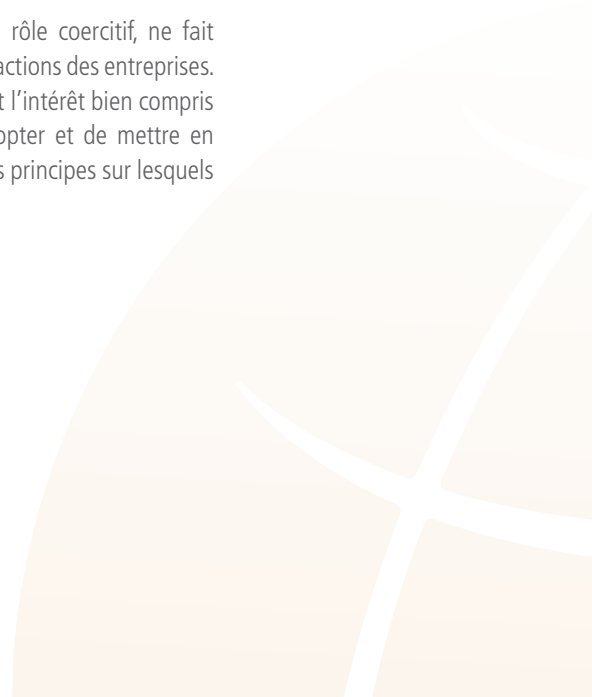 rôle coercitif, ne fait
actions des entreprises.
t l’intérêt bien compris
opter et de mettre en
s principes sur lesquels